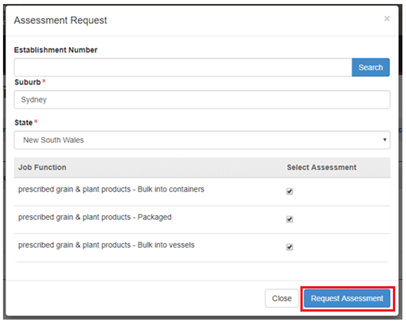 Assessment Request ×
Establishment Number
Search
Suburb *
Sydney
State *
New South Wales
Job Function Select Assessment
prescribed grain & plant products - Bulk into containers
prescribed grain & plant products - Packaged
prescribed grain & plant products - Bulk into vessels
Close Request Assessment